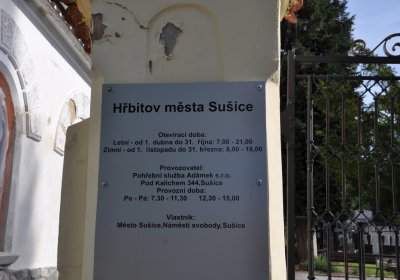 Hřbitov města Sušice
Otevírací doba:
Letní - od 1. dubna do 31. října: 7,00 - 21,00
Zimní - od 1. listopadu do 31. března: 8,00 - 18,00
Provozovatel:
Pohřební služba Adámek s.r.o.
Pod Kalichem 344,Sušice
Provozní doba:
Po - Pá: 7,30 - 11,30 12,30 - 15,00
Vlastník:
Město Sušice,Náměstí svobody,Sušice